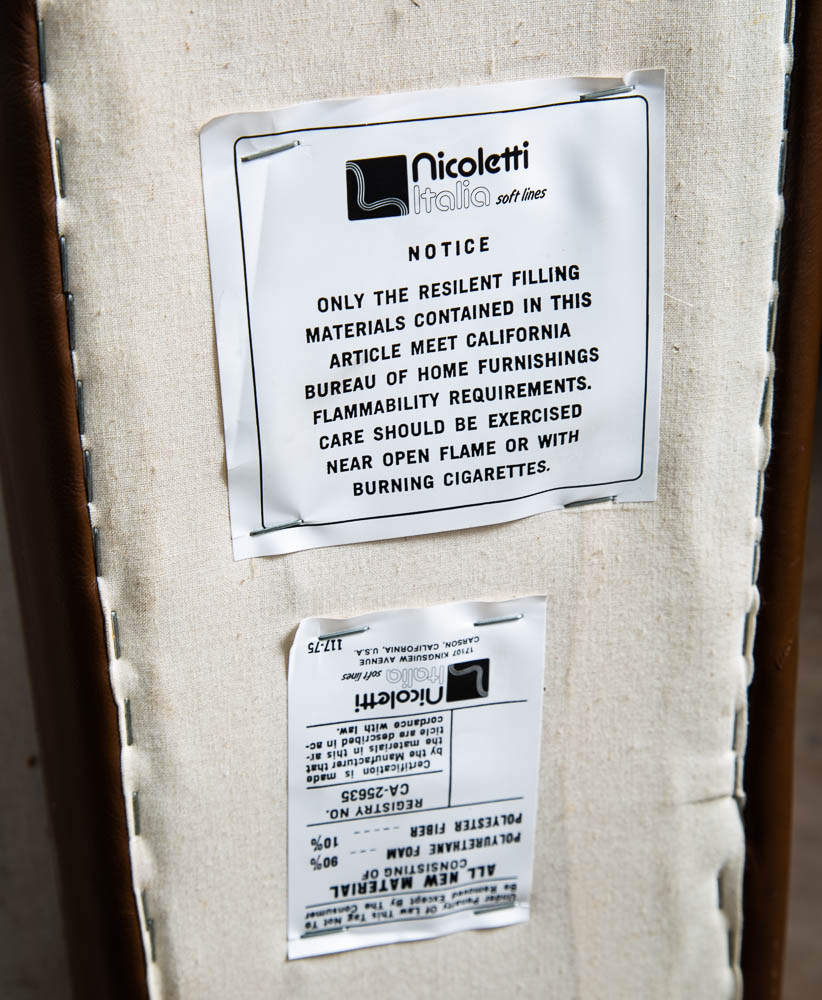 Nicoletti
Italia soft lines
NOTICE
ONLY THE RESILENT FILLING
MATERIALS CONTAINED IN THIS
ARTICLE MEET CALIFORNIA
BUREAU OF HOME FURNISHINGS
FLAMMABILITY REQUIREMENTS.
CARE SHOULD BE EXERCISED
NEAR OPEN FLAME OR WITH
BURNING CIGARETTES.
Under Penalty Of Law This Tag Not To
Be Removed Except By The Consumer
ALL NEW MATERIAL
CONSISTING OF
POLYURETHANE FOAM --- 90%
POLYESTER FIBER ----- 10%
REGISTRY NO.
CA-25635
Certification is made
by the Manufacturer that
the materials in this ar-
ticle are described in ac-
cordance with law.
Nicoletti
Italia soft lines
17107 KINGSVIEW AVENUE
CARSON, CALIFORNIA, U.S.A.
117-75